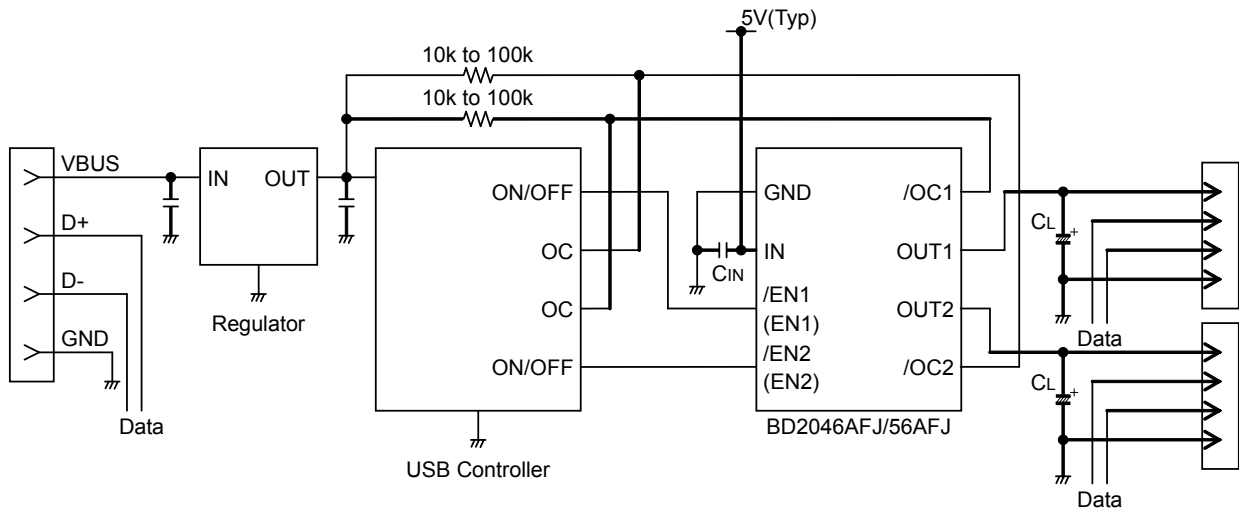 5V(Typ)
10k to 100k
10k to 100k
VBUS
D+
D-
GND
Data
IN
OUT
Regulator
ON/OFF
OC
OC
ON/OFF
USB Controller
GND
IN
CIN
/EN1
(EN1)
/EN2
(EN2)
/OC1
OUT1
OUT2
/OC2
BD2046AFJ/56AFJ
CL
+
Data
CL
+
Data